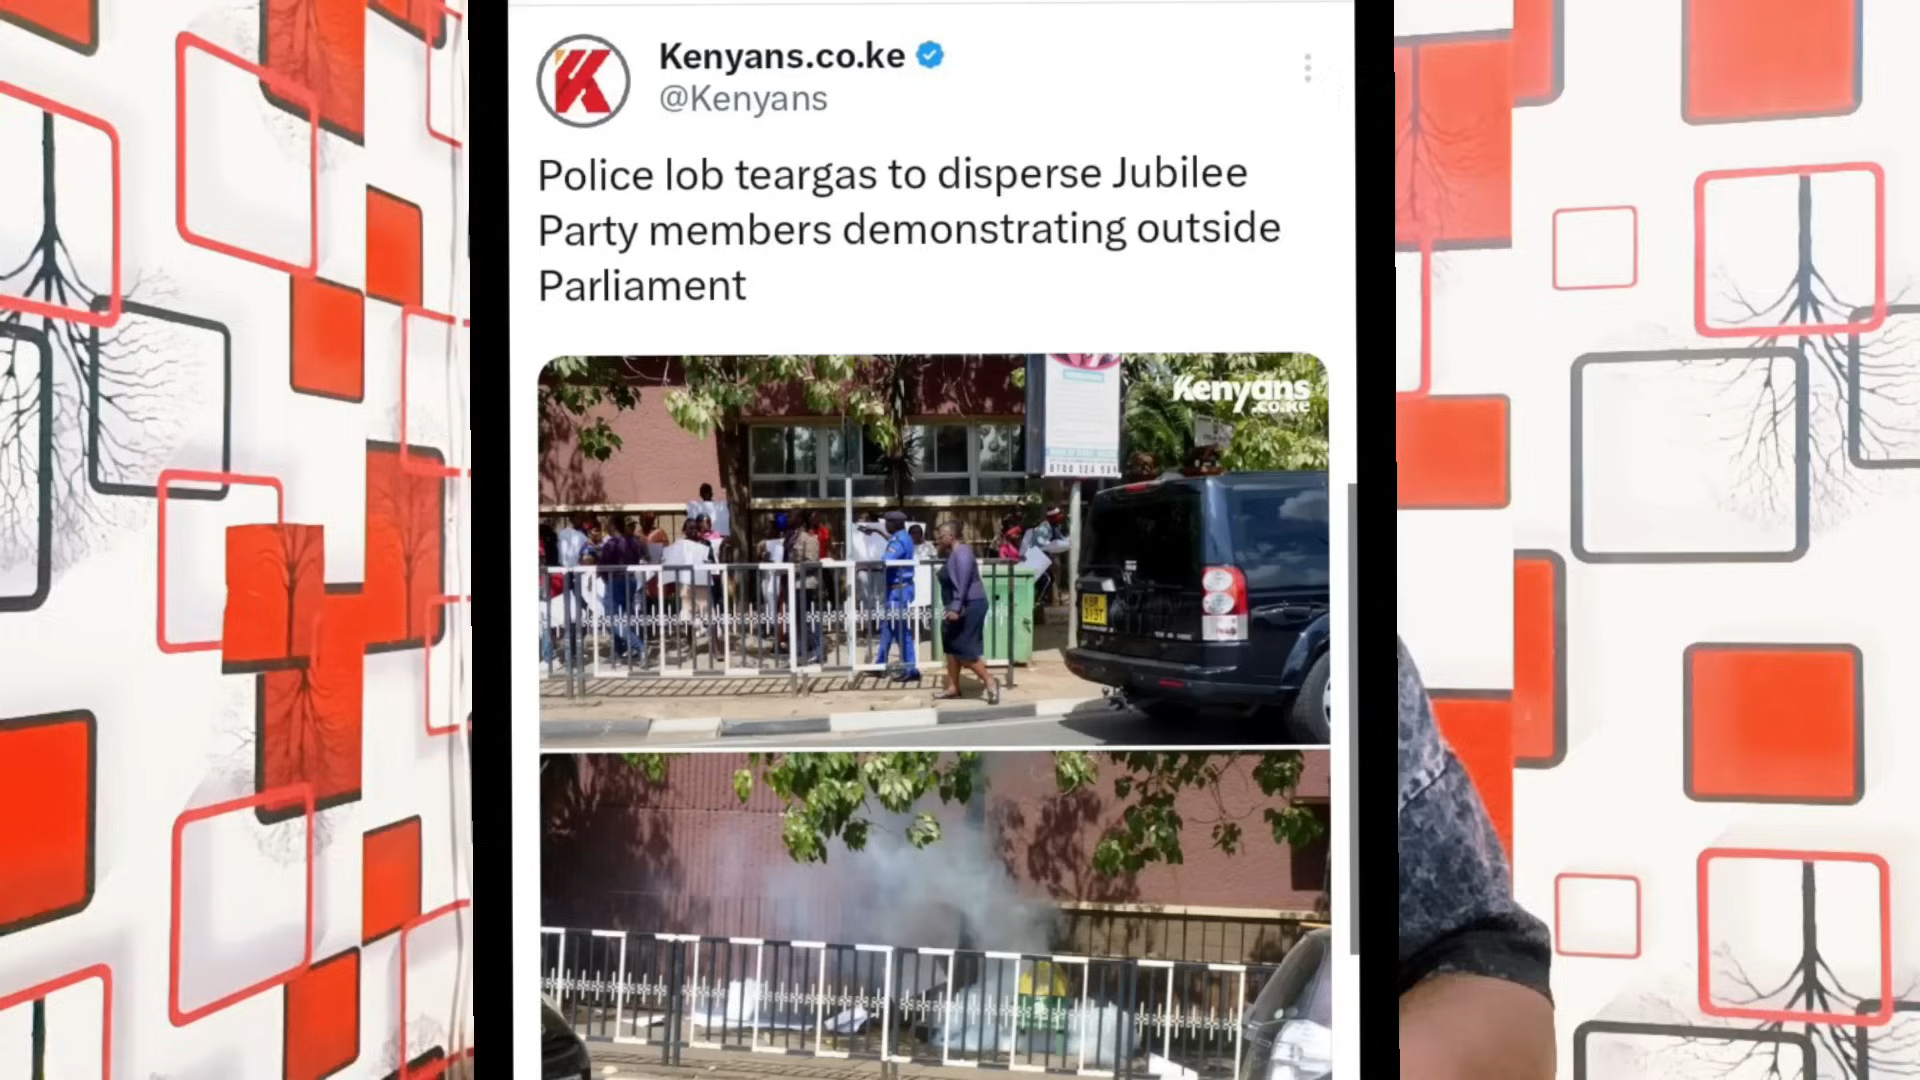 Kenyans.co.ke
@Kenyans
Police lob teargas to disperse Jubilee
Party members demonstrating outside
Parliament
Kenyans
.co.ke